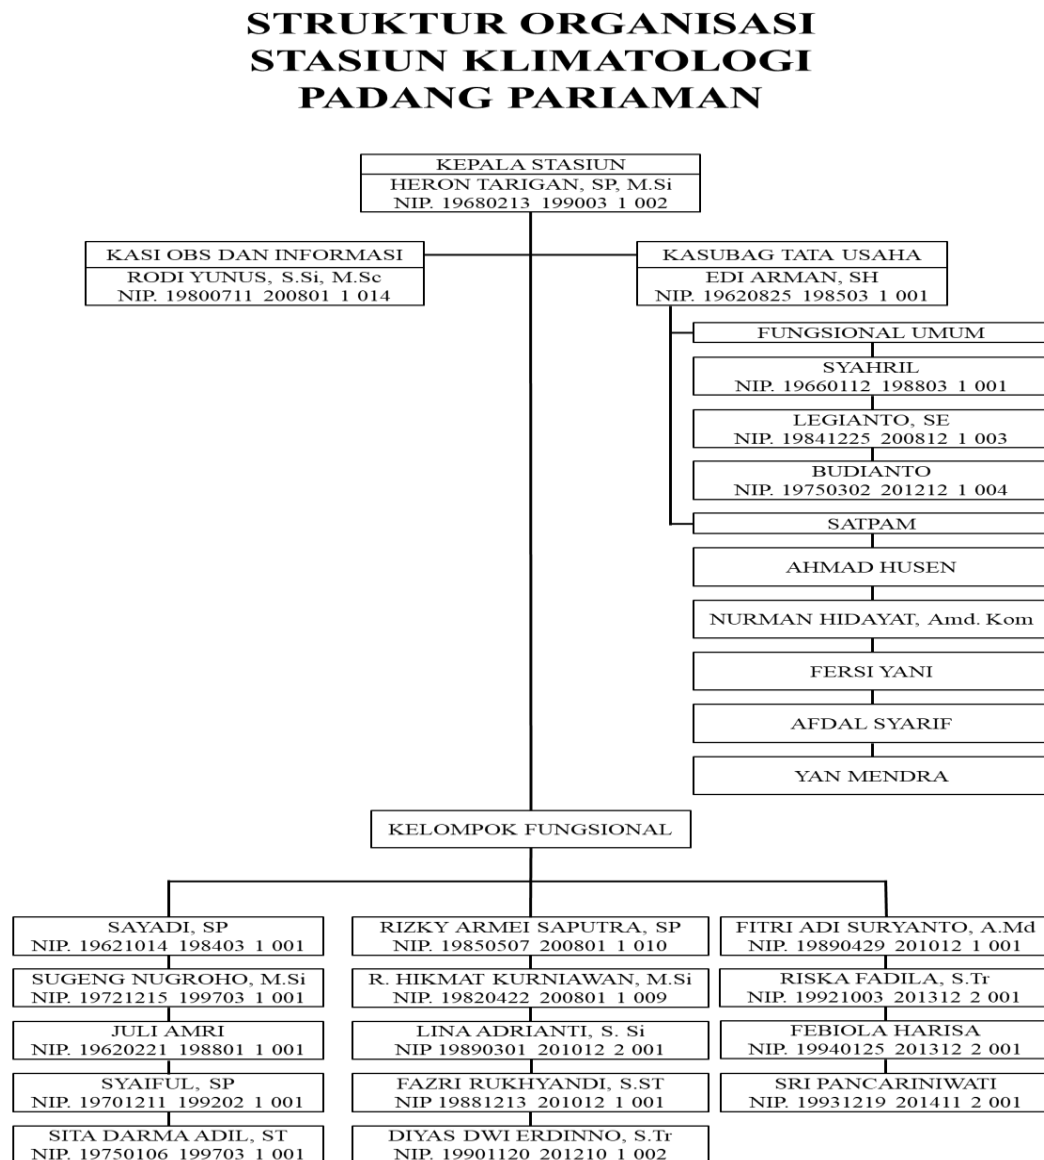 STRUKTUR ORGANISASI
STASIUN KLIMATOLOGI
PADANG PARIAMAN
KEPALA STASIUN
HERON TARIGAN, SP, M.Si
NIP. 19680213 199003 1 002
KASI OBS DAN INFORMASI
RODI YUNUS, S.Si, M.Sc
NIP. 19800711 200801 1 014
KASUBAG TATA USAHA
EDI ARMAN, SH
NIP. 19620825 198503 1 001
FUNGSIONAL UMUM
SYAHRIL
NIP. 19660112 198803 1 001
LEGIANTO, SE
NIP. 19841225 200812 1 003
BUDIANTO
NIP. 19750302 201212 1 004
SATPAM
AHMAD HUSEN
NURMAN HIDAYAT, Amd. Kom
FERSI YANI
AFDAL SYARIF
YAN MENDRA
KELOMPOK FUNGSIONAL
SAYADI, SP
NIP. 19621014 198403 1 001
SUGENG NUGROHO, M.Si
NIP. 19721215 199703 1 001
JULI AMRI
NIP. 19620221 198801 1 001
SYAIFUL, SP
NIP. 19701211 199202 1 001
SITA DARMA ADIL, ST
NIP. 19750106 199703 1 001
RIZKY ARMEI SAPUTRA, SP
NIP. 19850507 200801 1 010
R. HIKMAT KURNIAWAN, M.Si
NIP. 19820422 200801 1 009
LINA ADRIANTI, S. Si
NIP 19890301 201012 2 001
FAZRI RUKHYANDI, S.ST
NIP 19881213 201012 1 001
DIYAS DWI ERDINNO, S.Tr
NIP. 19901120 201210 1 002
FITRI ADI SURYANTO, A.Md
NIP. 19890429 201012 1 001
RISKA FADILA, S.Tr
NIP. 19921003 201312 2 001
FEBIOLA HARISA
NIP. 19940125 201312 2 001
SRI PANCARINIWATI
NIP. 19931219 201411 2 001